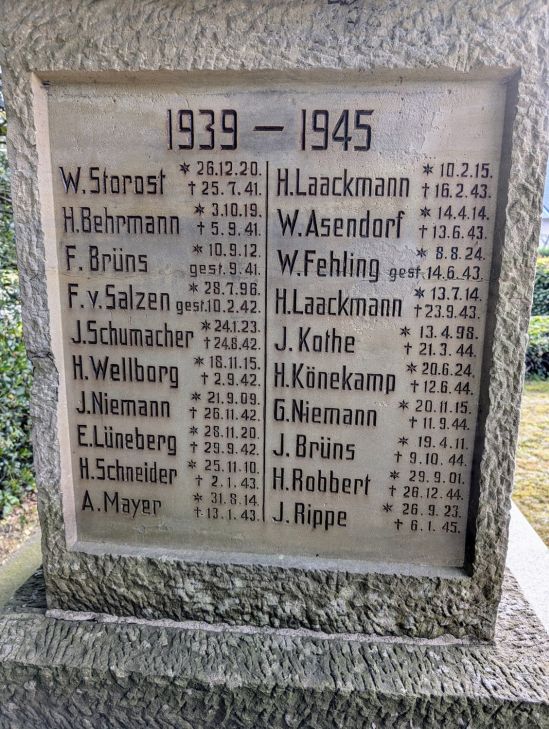 1939 – 1945
W. Storost * 26.12.20.
† 25.7.41.
H. Behrmann * 3.10.19.
† 5.9.41.
F. Brüns * 10.9.12.
gest. 9.41.
F. v. Salzen * 28.7.96.
gest. 10.2.42.
J. Schumacher * 24.1.23.
† 24.8.42.
H. Wellborg * 18.11.15.
† 2.9.42.
J. Niemann * 21.9.09.
† 26.11.42.
E. Lüneberg * 28.11.20.
† 29.9.42.
H. Schneider * 25.11.10.
† 2.1.43.
A. Mayer * 31.8.14.
† 13.1.43.
H. Laackmann * 10.2.15.
† 16.2.43.
W. Asendorf * 14.4.14.
† 13.6.43.
W. Fehling * 8.8.24.
gest. 14.6.43.
H. Laackmann * 13.7.14.
† 23.9.43.
J. Kothe * 13.4.98.
† 21.3.44.
H. Könekamp * 20.6.24.
† 12.6.44.
G. Niemann * 20.11.15.
† 11.9.44.
J. Brüns * 19.4.11.
† 9.10.44.
H. Robbert * 29.9.01.
† 26.12.44.
J. Rippe * 26.9.23.
† 6.1.45.